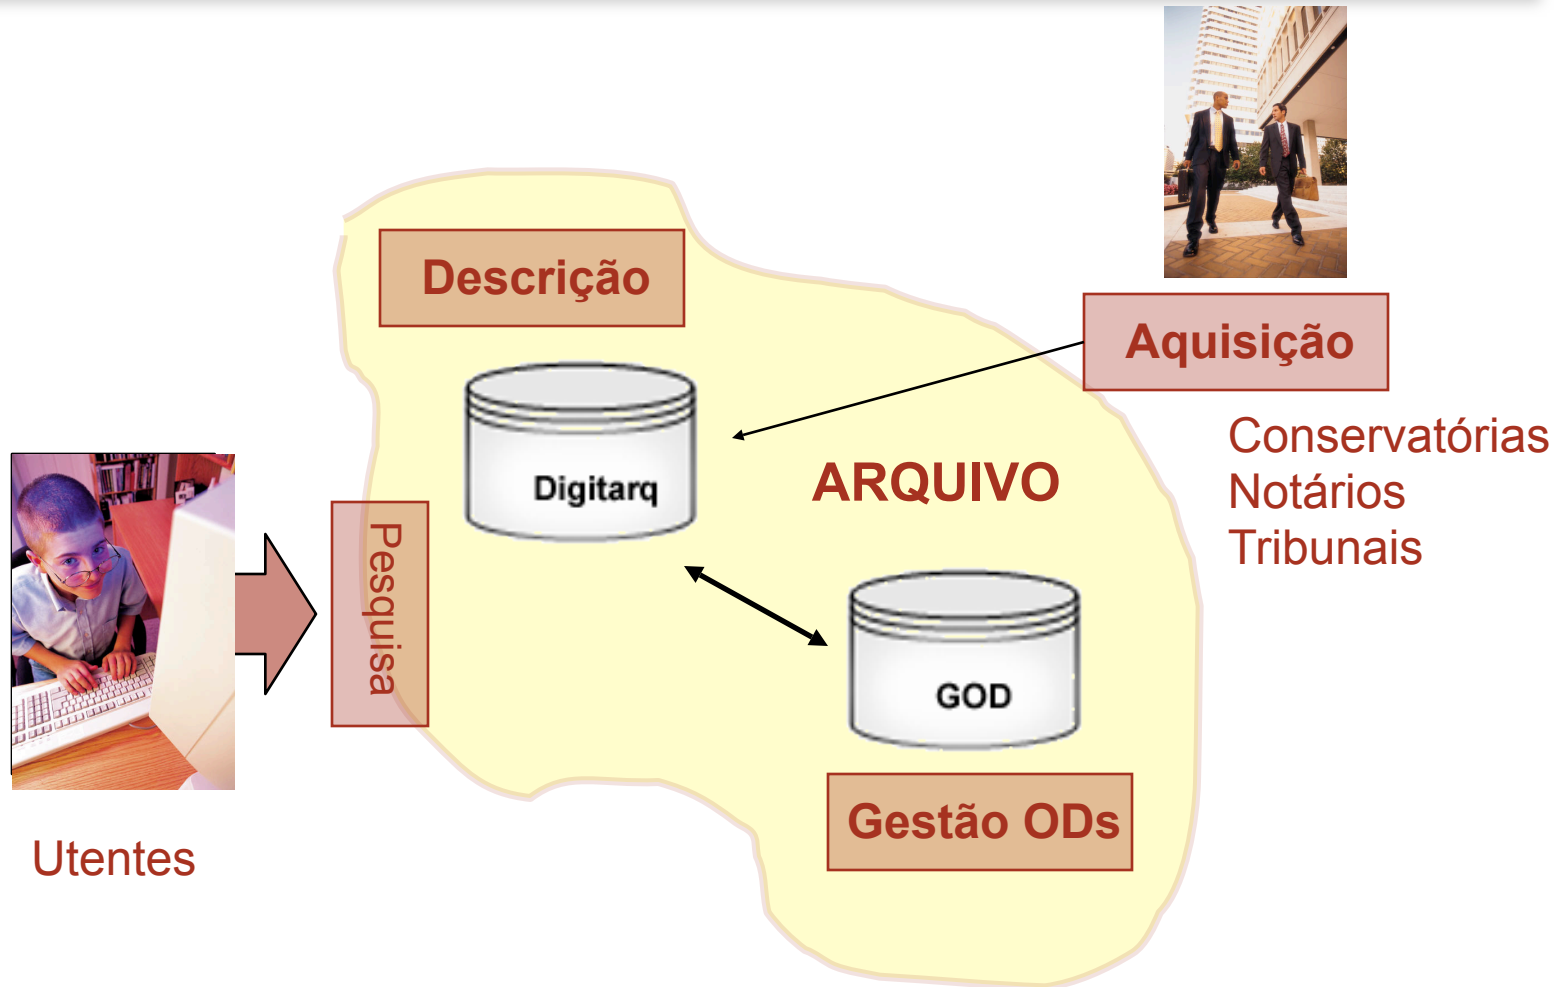 Descrição
Aquisição
Conservatórias
Notários
Tribunais
Digitarq
ARQUIVO
Pesquisa
GOD
Gestão ODs
Utentes